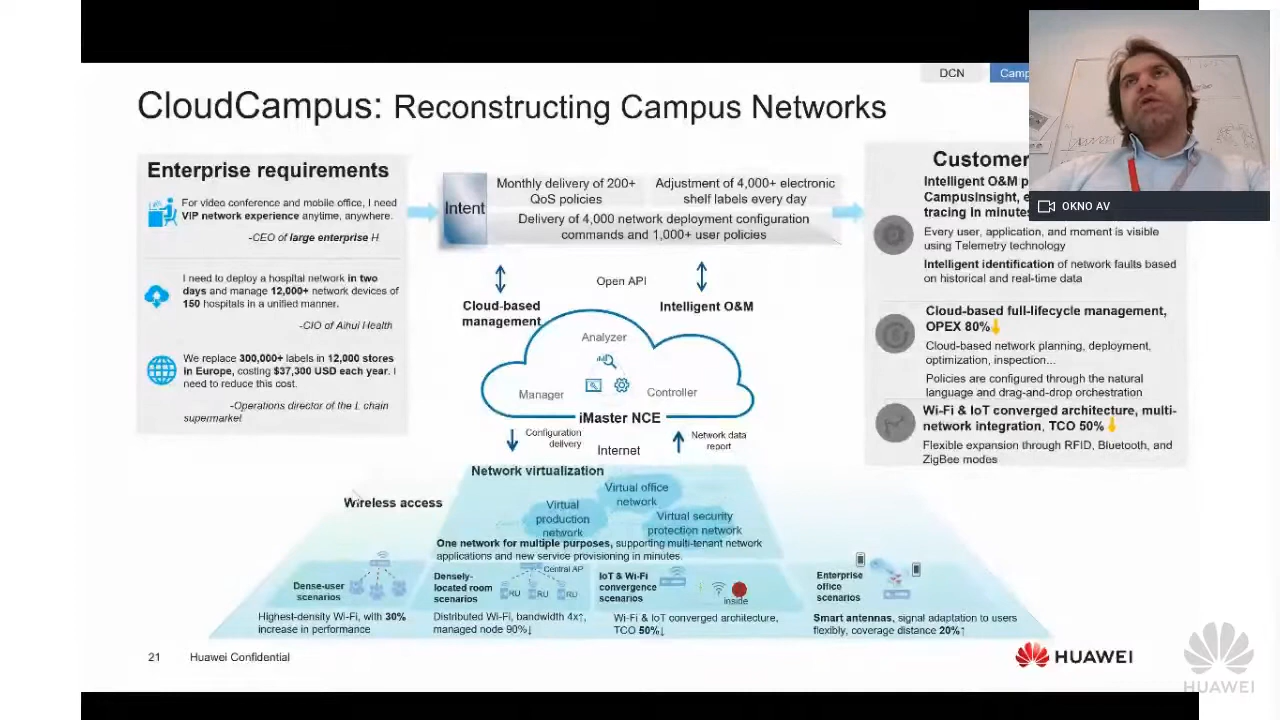 DCN
CloudCampus: Reconstructing Campus Networks
OKNO AV
Enterprise requirements
For video conference and mobile office, I need
VIP network experience anytime, anywhere.
-CEO of large enterprise H
I need to deploy a hospital network in two
days and manage 12,000+ network devices of
150 hospitals in a unified manner.
-CIO of Aihui Health
We replace 300,000+ labels in 12,000 stores
in Europe, costing $37,300 USD each year. I
need to reduce this cost.
-Operations director of the L chain
supermarket
Intent
Monthly delivery of 200+
QoS policies
Adjustment of 4,000+ electronic
shelf labels every day
Delivery of 4,000 network deployment configuration
commands and 1,000+ user policies
Open API
Cloud-based
management
Intelligent O&M
Analyzer
Manager
Controller
iMaster NCE
Configuration
delivery
Internet
Network data
report
Customer
Intelligent O&M
CampusInsight,
tracing in minutes
Every user, application, and moment is visible
using Telemetry technology
Intelligent identification of network faults based
on historical and real-time data
Cloud-based full-lifecycle management,
OPEX 80%
Cloud-based network planning, deployment,
optimization, inspection...
Policies are configured through the natural
language and drag-and-drop orchestration
Wi-Fi & IoT converged architecture, multi-
network integration, TCO 50%
Flexible expansion through RFID, Bluetooth, and
ZigBee modes
Network virtualization
Wireless access
Virtual office
network
Virtual
production
network
Virtual security
protection network
One network for multiple purposes, supporting multi-tenant network
applications and new service provisioning in minutes.
Dense-user
scenarios
Highest-density Wi-Fi, with 30%
increase in performance
Densely-
located room
scenarios
Central AP
RU
RU
RU
Distributed Wi-Fi, bandwidth 4x↑,
managed node 90%↓
IoT & Wi-Fi
convergence
scenarios
inside
Wi-Fi & IoT converged architecture,
TCO 50%↓
Enterprise
office
scenarios
Smart antennas, signal adaptation to users
flexibly, coverage distance 20%↑
21 Huawei Confidential
HUAWEI
HUAWEI